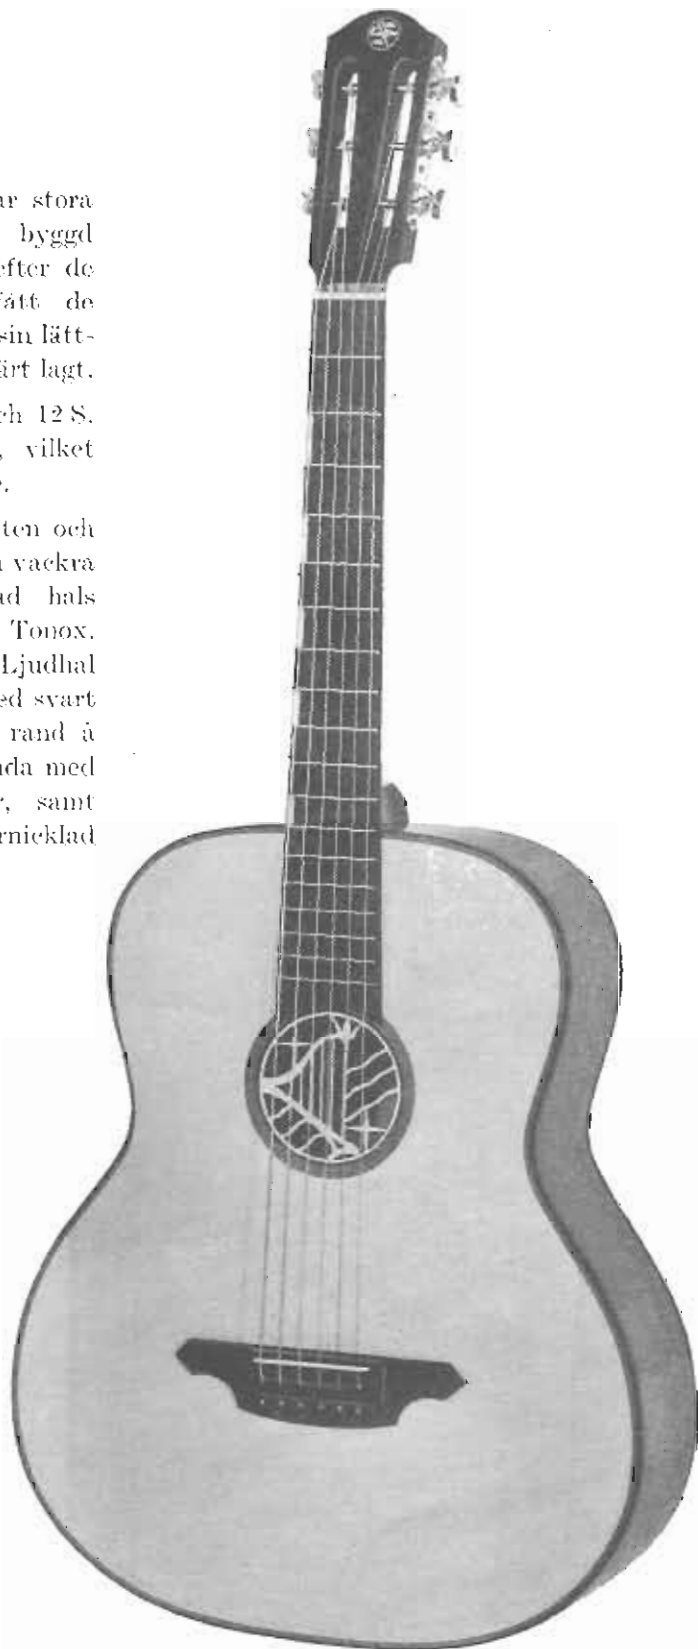 ar stora
byggd
efter de
fått de
sin lätt-
ärt lagt.
ch 12 S.
, vilket
e.
ten och
n vackra
ad hals
Tonox.
Ljudhål
ed svart
rand å
nda med
r, samt
rnicklad